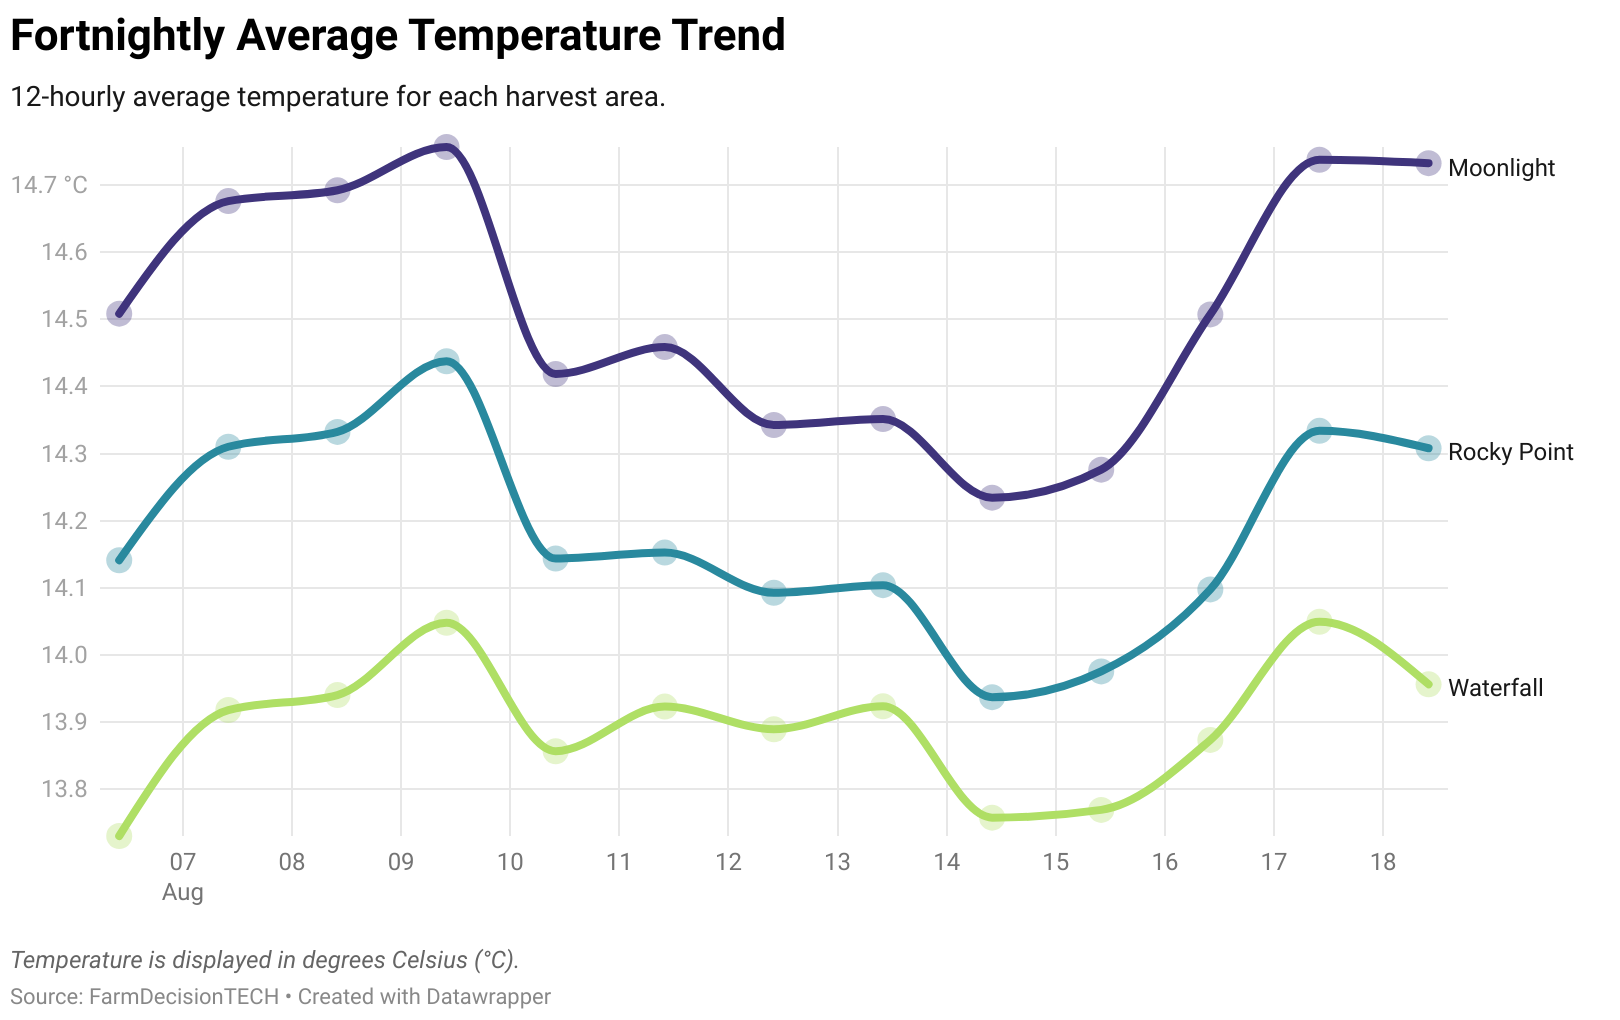 Fortnightly Average Temperature Trend
12-hourly average temperature for each harvest area.
14.7 °C
14.6
14.5
14.4
14.3
14.2
14.1
14.0
13.9
13.8
Moonlight
Rocky Point
Waterfall
07 08 09 10 11 12 13 14 15 16 17 18
Aug
Temperature is displayed in degrees Celsius (°C).
Source: FarmDecisionTECH • Created with Datawrapper